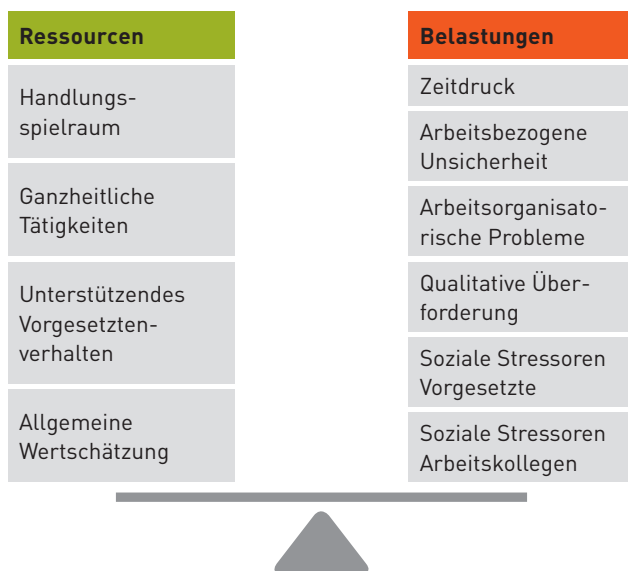 Ressourcen
Handlungs-
spielraum
Ganzheitliche
Tätigkeiten
Unterstützendes
Vorgesetzten-
verhalten
Allgemeine
Wertschätzung
Belastungen
Zeitdruck
Arbeitsbezogene
Unsicherheit
Arbeitsorganisato-
rische Probleme
Qualitative Über-
forderung
Soziale Stressoren
Vorgesetzte
Soziale Stressoren
Arbeitskollegen